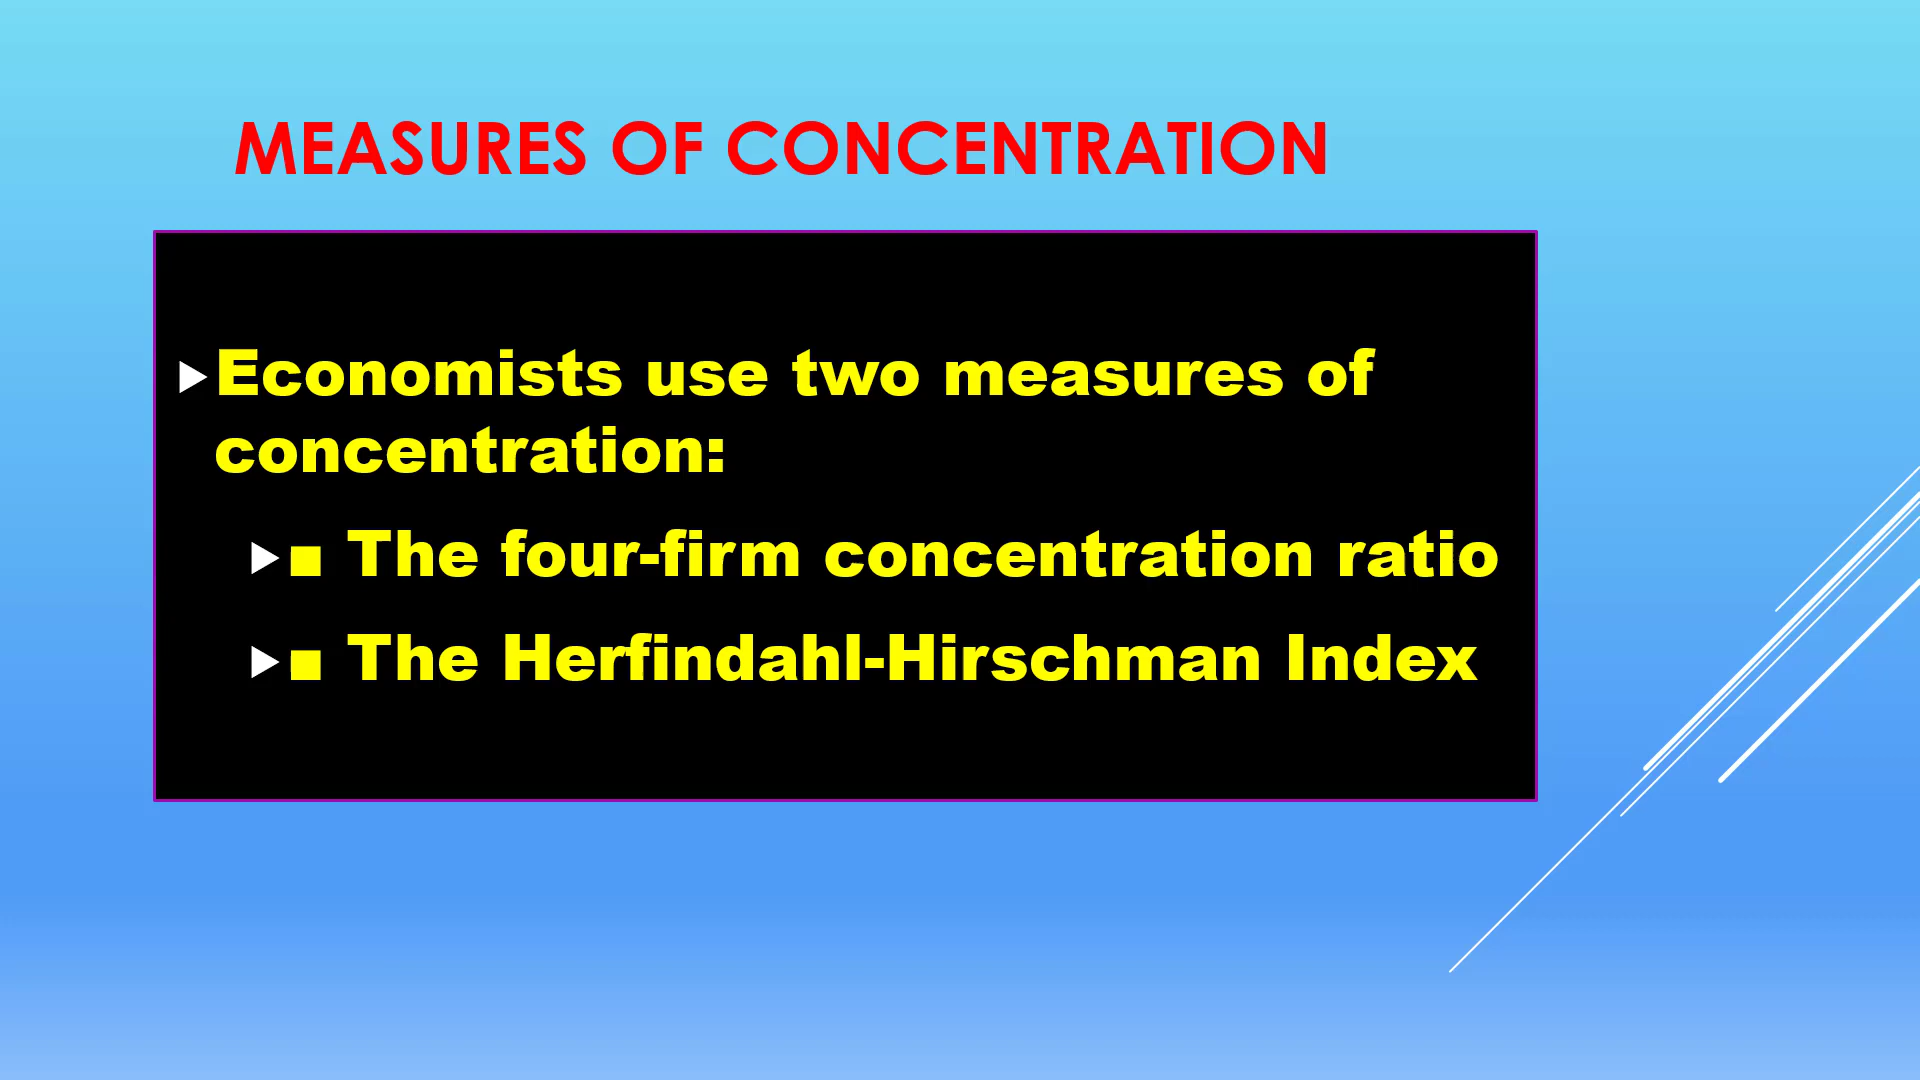 MEASURES OF CONCENTRATION
Economists use two measures of
concentration:
■ The four-firm concentration ratio
■ The Herfindahl-Hirschman Index